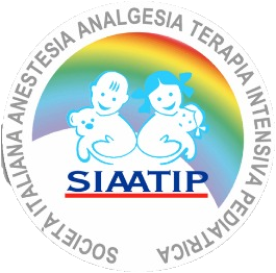 SOCIETÀ ITALIANA ANESTESIA ANALGESIA TERAPIA INTENSIVA PEDIATRICA
SIAATIP